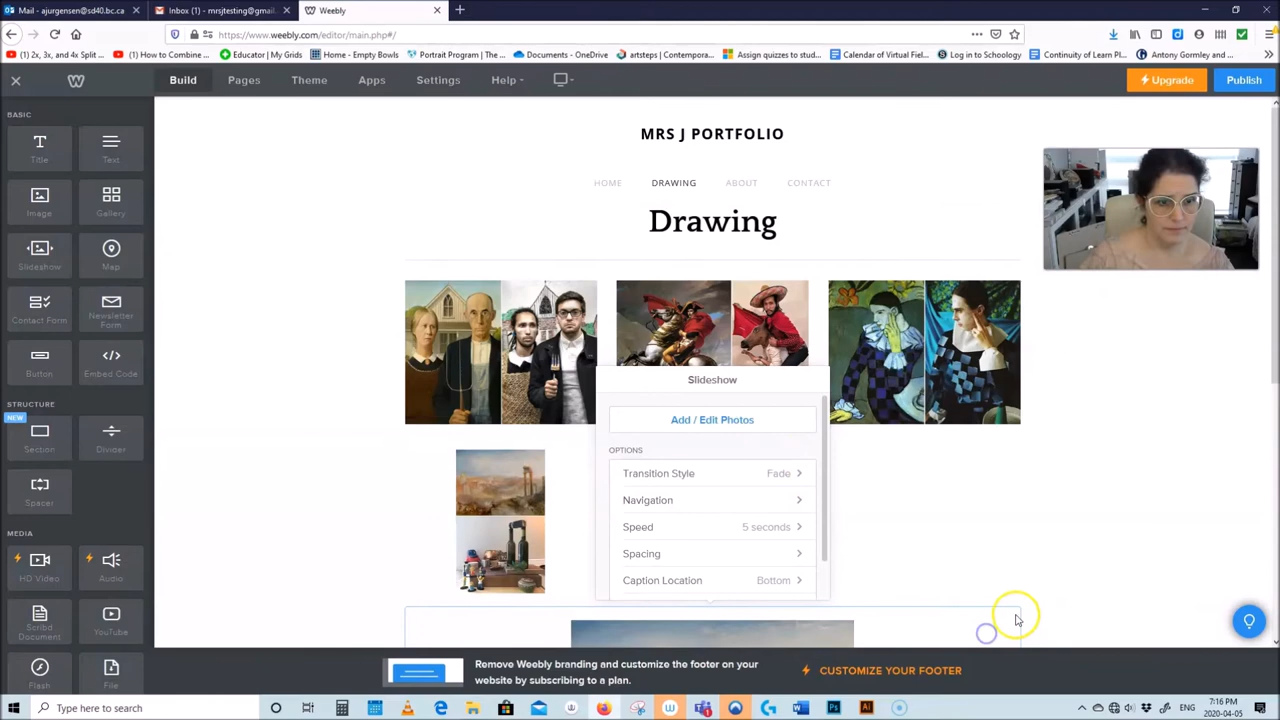 Mail - ajurgensen@sd40.bc.ca
Inbox (1) - mrsjtesting@gmail.
Weebly
https://www.weebly.com/editor/main.php#/
(1) 2x, 3x, and 4x Split ...
(1) How to Combine ...
Educator | My Grids
Home - Empty Bowls
Portrait Program | The ...
Documents - OneDrive
artsteps | Contempora...
Assign quizzes to stud...
Calendar of Virtual Fiel...
Log in to Schoology
Continuity of Learn Pl...
Antony Gormley and ...
Build
Pages
Theme
Apps
Settings
Help
Upgrade
Publish
BASIC
Title
Text
Image
Gallery
Slideshow
Map
Contact Form
Newsletter
Form
Button
Embed Code
STRUCTURE
NEW
Section
Divider
Spacer
MEDIA
HD Video
Audio
Scribd
Document
YouTube
Flash
File
MRS J PORTFOLIO
HOME
DRAWING
ABOUT
CONTACT
Drawing
Slideshow
Add / Edit Photos
OPTIONS
Transition Style Fade
Navigation
Speed 5 seconds
Spacing
Caption Location Bottom
Remove Weebly branding and customize the footer on your
website by subscribing to a plan.
CUSTOMIZE YOUR FOOTER
Type here to search
ENG
7:16 PM
2020-04-05